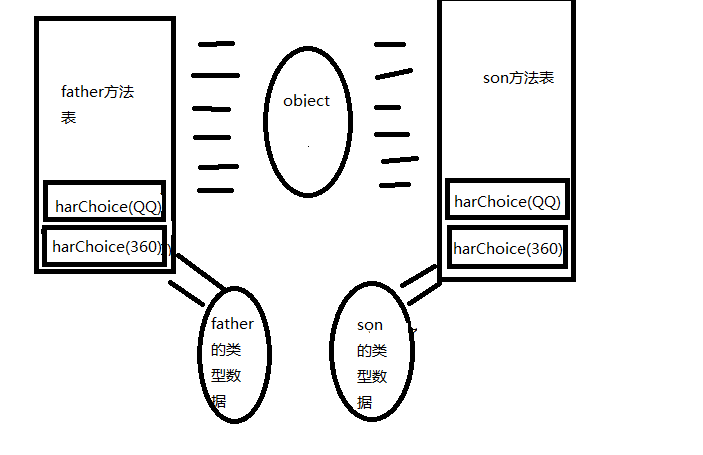 father方法
表
harChoice(QQ)
harChoice(360)
object
son方法表
harChoice(QQ)
harChoice(360)
father
的类
型数
据
son
的类
型数
据